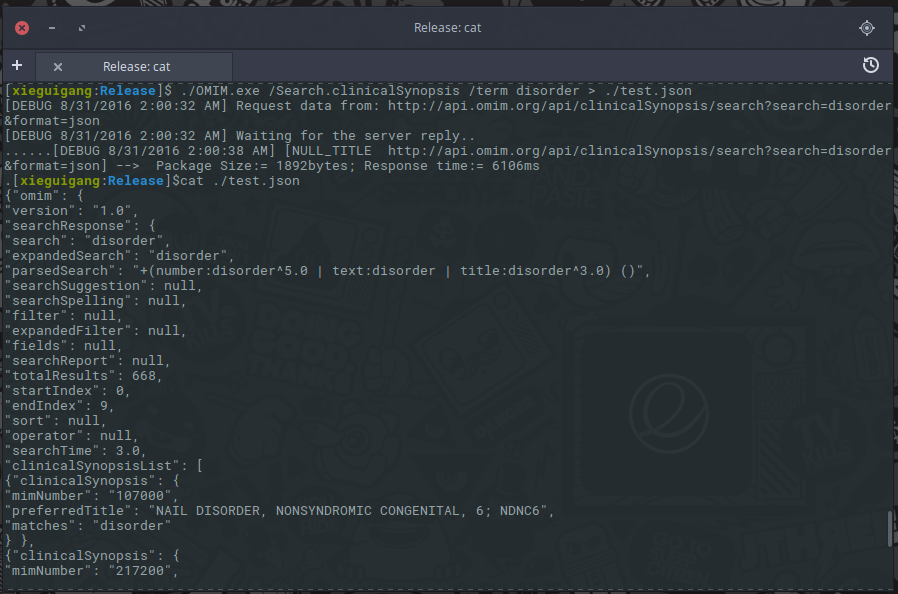 Release: cat
+ × Release: cat
[xieguigang:Release]$ ./OMIM.exe /Search.clinicalSynopsis /term disorder > ./test.json
[DEBUG 8/31/2016 2:00:32 AM] Request data from: http://api.omim.org/api/clinicalSynopsis/search?search=disorder
&format=json
[DEBUG 8/31/2016 2:00:32 AM] Waiting for the server reply..
......[DEBUG 8/31/2016 2:00:38 AM] [NULL_TITLE  http://api.omim.org/api/clinicalSynopsis/search?search=disorder
&format=json] -->  Package Size:= 1892bytes; Response time:= 6106ms
.[xieguigang:Release]$cat ./test.json
{"omim": {
"version": "1.0",
"searchResponse": {
"search": "disorder",
"expandedSearch": "disorder",
"parsedSearch": "+(number:disorder^5.0 | text:disorder | title:disorder^3.0) ()",
"searchSuggestion": null,
"searchSpelling": null,
"filter": null,
"expandedFilter": null,
"fields": null,
"searchReport": null,
"totalResults": 668,
"startIndex": 0,
"endIndex": 9,
"sort": null,
"operator": null,
"searchTime": 3.0,
"clinicalSynopsisList": [
{"clinicalSynopsis": {
"mimNumber": "107000",
"preferredTitle": "NAIL DISORDER, NONSYNDROMIC CONGENITAL, 6; NDNC6",
"matches": "disorder"
} },
{"clinicalSynopsis": {
"mimNumber": "217200",